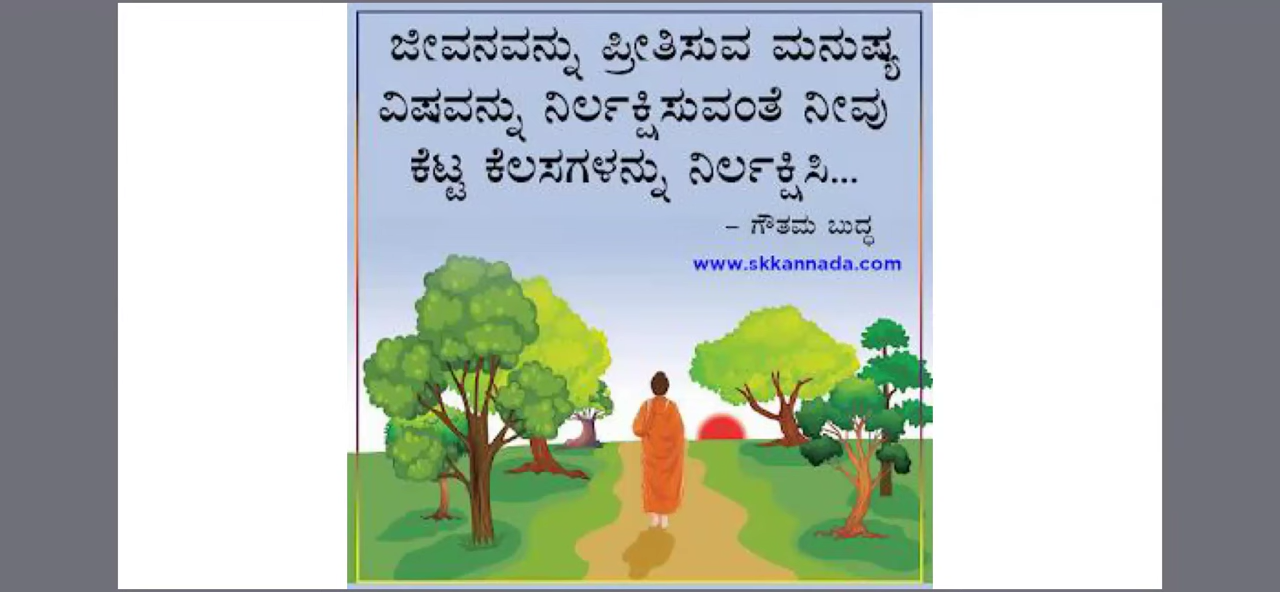 ಜೀವನವನ್ನು ಪ್ರೀತಿಸುವ ಮನುಷ್ಯ
ವಿಷವನ್ನು ನಿರ್ಲಕ್ಷಿಸುವಂತೆ ನೀವು
ಕೆಟ್ಟ ಕೆಲಸಗಳನ್ನು ನಿರ್ಲಕ್ಷಿಸಿ...
– ಗೌತಮ ಬುದ್ಧ
www.skkannada.com